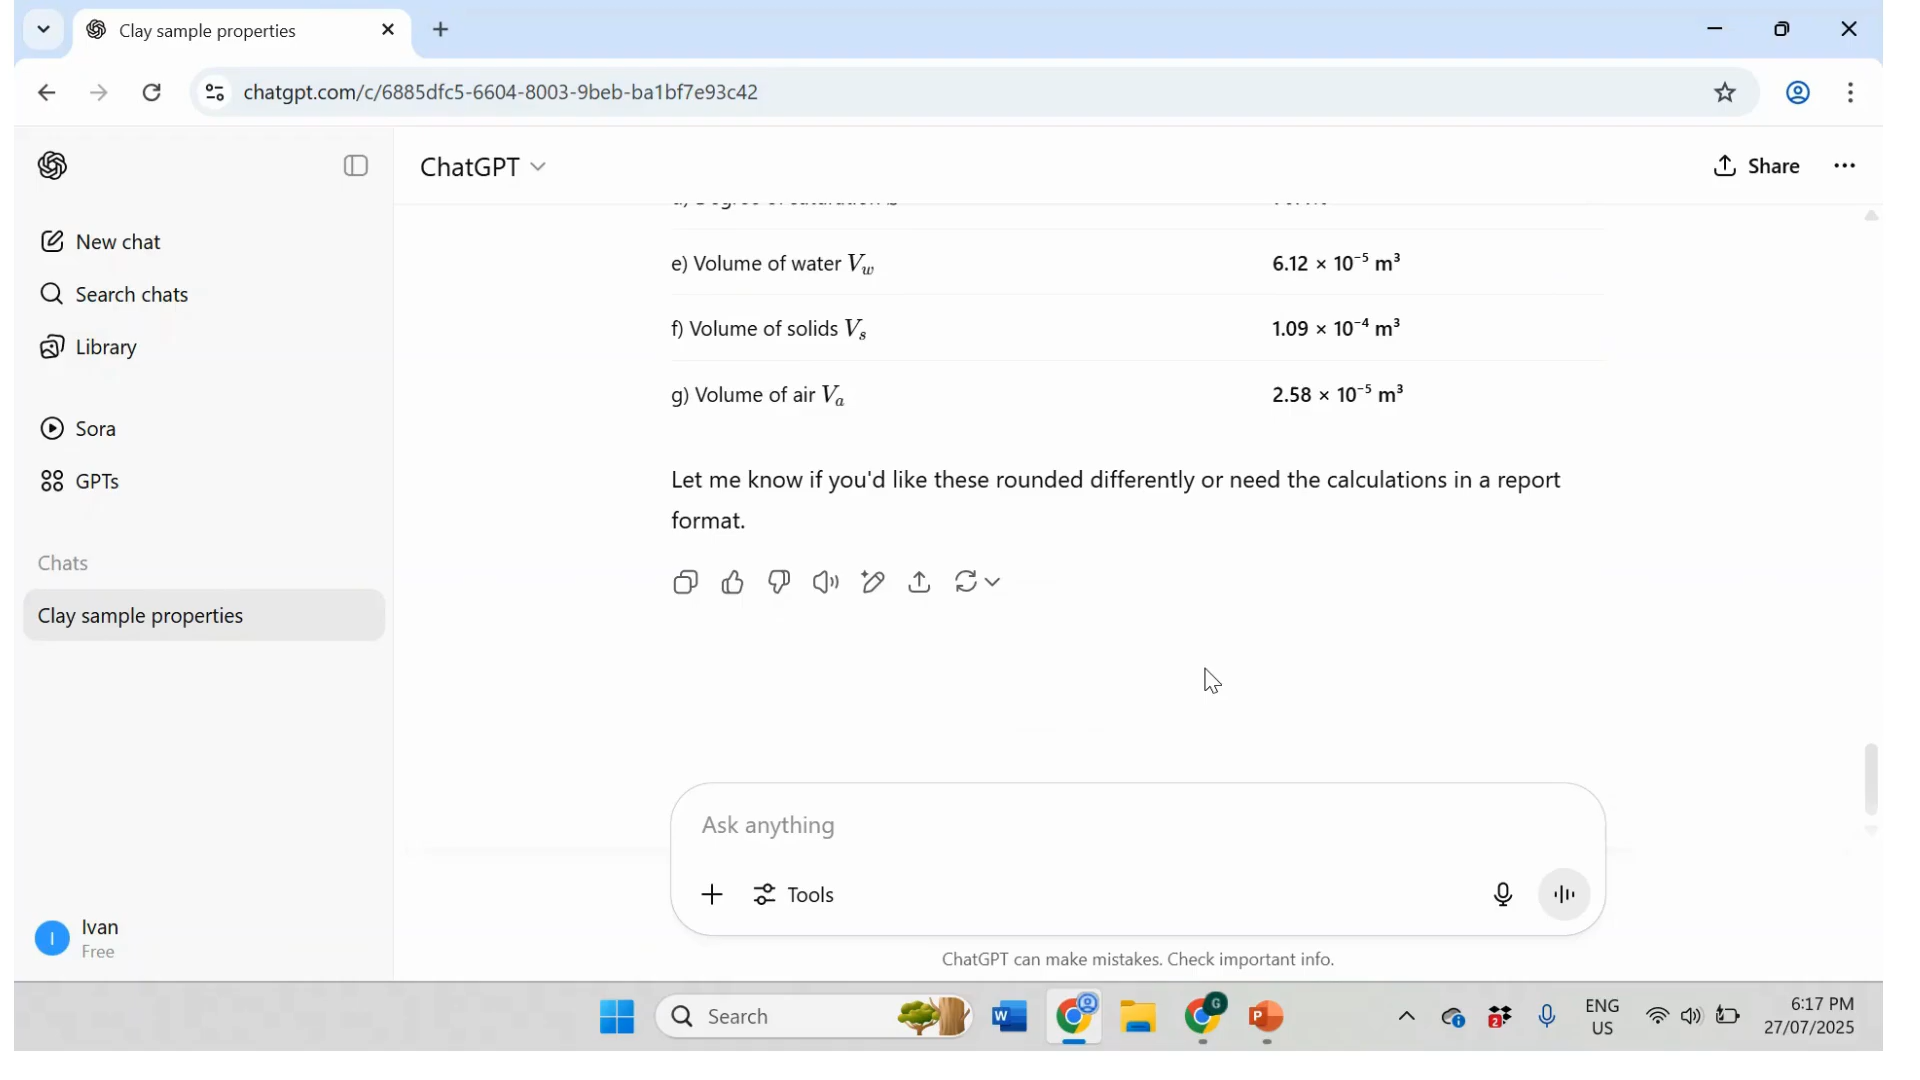 Clay sample properties
chatgpt.com/c/6885dfc5-6604-8003-9beb-ba1bf7e93c42
ChatGPT
Share
New chat
Search chats
Library
Sora
GPTs
Chats
Clay sample properties
Ivan
I
Free
e) Volume of water Vw 6.12 × 10⁻⁵ m³
f) Volume of solids Vs 1.09 × 10⁻⁴ m³
g) Volume of air Va 2.58 × 10⁻⁵ m³
Let me know if you'd like these rounded differently or need the calculations in a report
format.
Ask anything
Tools
ChatGPT can make mistakes. Check important info.
Search
W
G
P
2
ENG
US
6:17 PM
27/07/2025